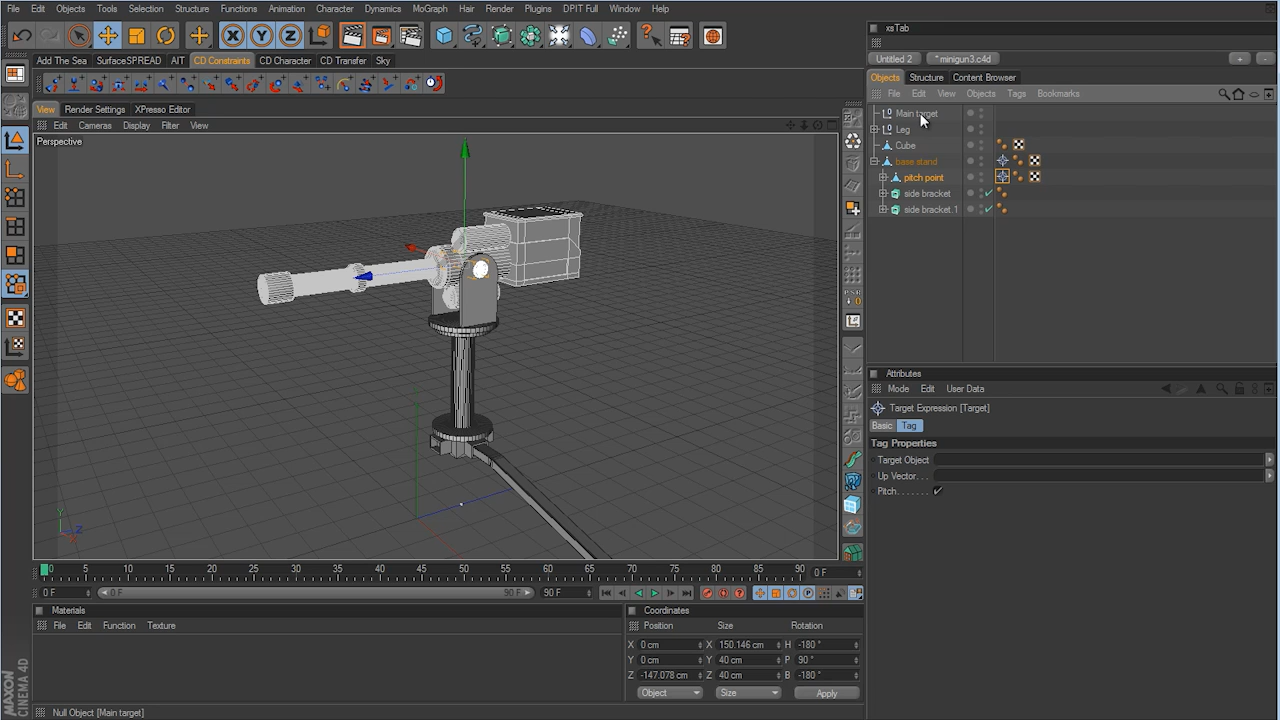 File Edit Objects Tools Selection Structure Functions Animation Character Dynamics MoGraph Hair Render Plugins DPIT Full Window Help
xsTab
Untitled 2 * minigun3.c4d + -
Add The Sea SurfaceSPREAD AIT CD Constraints CD Character CD Transfer Sky
Objects Structure Content Browser
File Edit View Objects Tags Bookmarks
View Render Settings XPresso Editor
Edit Cameras Display Filter View
Perspective
Main target
Leg
Cube
base stand
pitch point
side bracket
side bracket.1
P S R
Attributes
Mode Edit User Data
Target Expression [Target]
Basic Tag
Tag Properties
Target Object
Up Vector. . .
Pitch. . . . . . .
Y
Z
X
0 5 10 15 20 25 30 35 40 45 50 55 60 65 70 75 80 85 90 0 F
0 F 0 F 90 F 90 F
Materials
File Edit Function Texture
Coordinates
Position Size Rotation
X 0 cm X 150.146 cm H -180 °
Y 0 cm Y 40 cm P 90 °
Z -147.078 cm Z 40 cm B -180 °
Object Size Apply
MAXON
CINEMA 4D
Null Object [Main target]